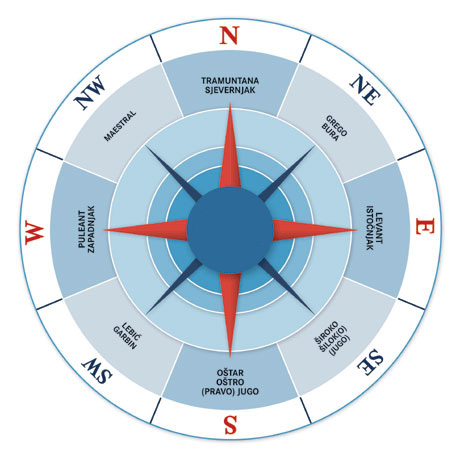 N
TRAMUNTANA
SJEVERNJAK
NE
GREGO
BURA
E
LEVANT
ISTOČNJAK
SE
ŠIROKO
ŠILOK(O)
(JUGO)
S
OŠTAR
OŠTRO
(PRAVO) JUGO
SW
LEBIĆ
GARBIN
W
PULEANT
ZAPADNJAK
NW
MAESTRAL